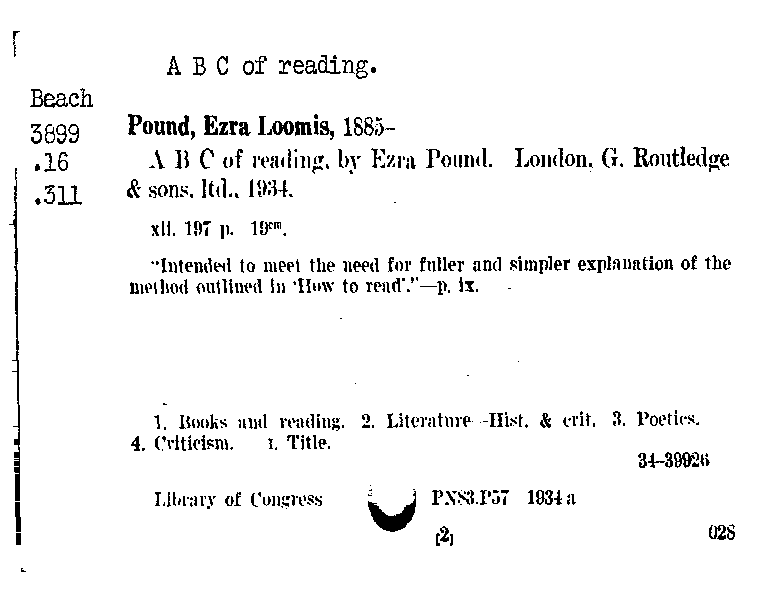 A B C of reading.
Beach
3899
.16
.311
Pound, Ezra Loomis, 1885–
A B C of reading, by Ezra Pound. London, G. Routledge
& sons, ltd., 1934.
xii, 197 p. 19cm.
"Intended to meet the need for fuller and simpler explanation of the
method outlined in 'How to read'."—p. ix.
1. Books and reading. 2. Literature—Hist. & crit. 3. Poetics.
4. Criticism. I. Title.
34–39926
Library of Congress PN83.P57 1934 a
[2] 028